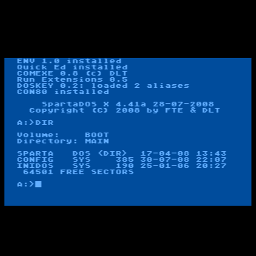 ENV 1.0 installed
Quick Ed installed
COMEXE 0.8 (c) DLT
Run Extensions 0.5
DOSKEY 0.2: loaded 2 aliases
CON80 installed
SpartaDOS X 4.41a 28-07-2008
Copyright (C) 2008 by FTE & DLT
A:>DIR
Volume:    BOOT
Directory: MAIN
SPARTA   DOS <DIR>  17-04-08 13:43
CONFIG   SYS    385 30-07-08 22:07
INIDOS   SYS    190 25-01-06 20:27
64501 FREE SECTORS
A:>